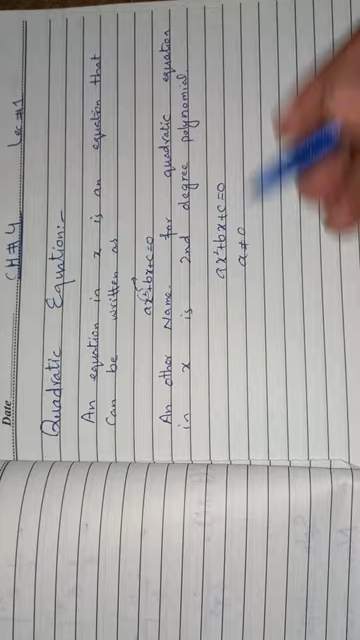 Date
CH#4 Lec#1
Quadratic Equation:-
An equation in x is an equation that
Can be written as
ax²+bx+c=0
An other Name for quadratic equation
in x is 2nd degree polynomial.
ax²+bx+c=0
a≠0